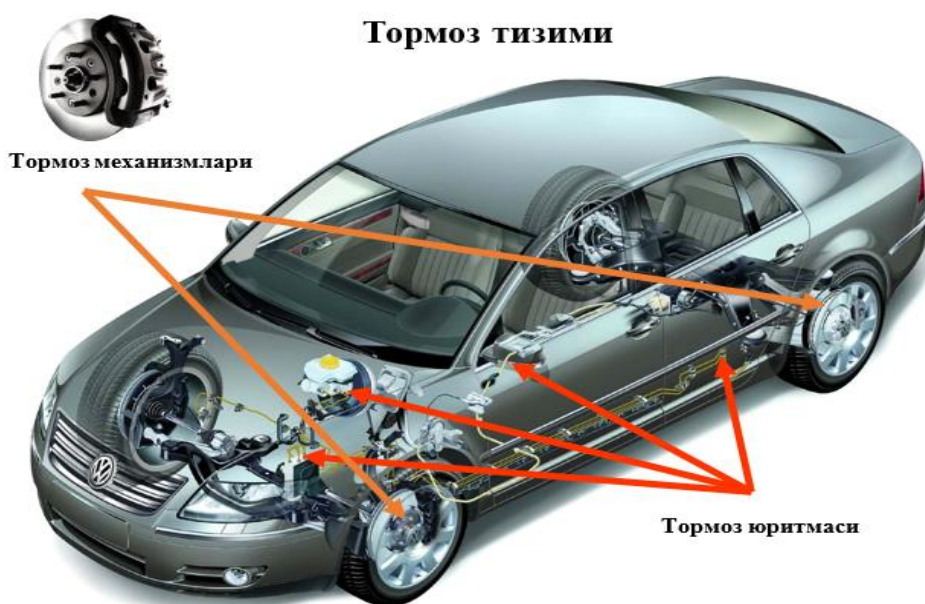 Тормоз тизими
Тормоз механизмлари
Тормоз юритмаси